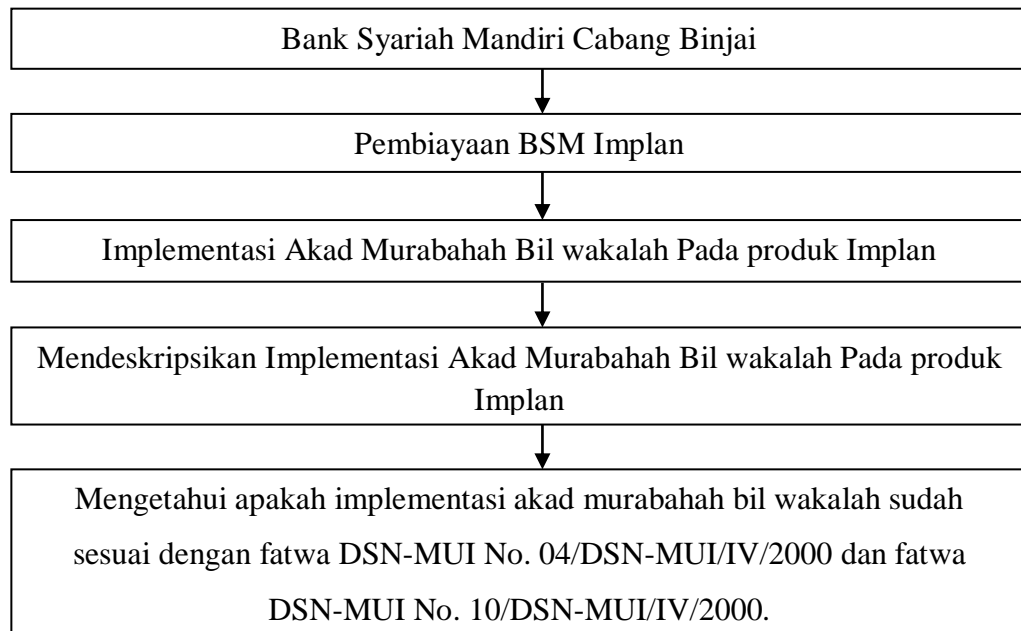 Bank Syariah Mandiri Cabang Binjai
Pembiayaan BSM Implan
Implementasi Akad Murabahah Bil wakalah Pada produk Implan
Mendeskripsikan Implementasi Akad Murabahah Bil wakalah Pada produk
Implan
Mengetahui apakah implementasi akad murabahah bil wakalah sudah
sesuai dengan fatwa DSN-MUI No. 04/DSN-MUI/IV/2000 dan fatwa
DSN-MUI No. 10/DSN-MUI/IV/2000.